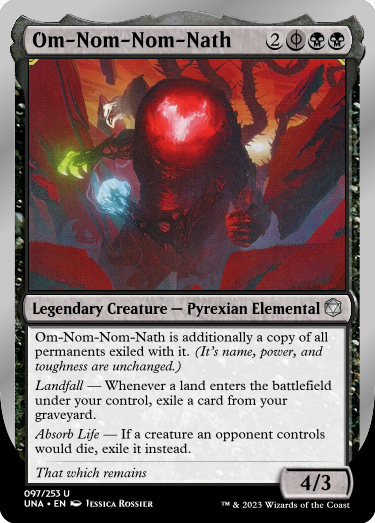 Om-Nom-Nom-Nath 2
Legendary Creature — Pyrexian Elemental
Om-Nom-Nom-Nath is additionally a copy of all
permanents exiled with it. (It's name, power, and
toughness are unchanged.)
Landfall — Whenever a land enters the battlefield
under your control, exile a card from your
graveyard.
Absorb Life — If a creature an opponent controls
would die, exile it instead.
That which remains
4/3
097/253 U
UNA • EN Jessica Rossier ™ & 2023 Wizards of the Coast